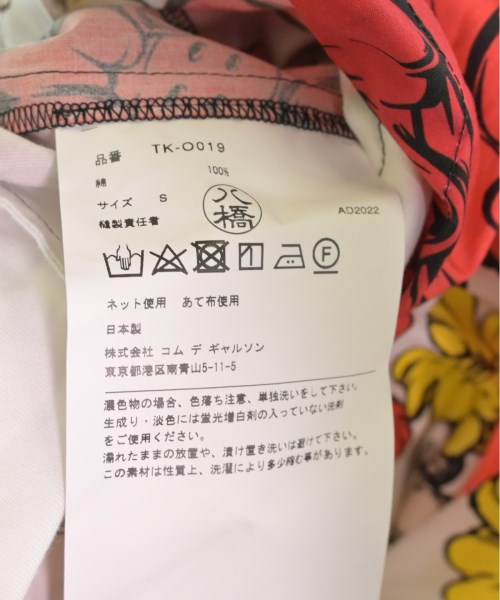 品番 TK-O019
綿 100%
サイズ S
縫製責任者 八橋 AD2022
F
ネット使用 あて布使用
日本製
株式会社 コム デ ギャルソン
東京都港区南青山5-11-5
濃色物の場合、色落ち注意、単独洗いをして下さい。
生成り・淡色には蛍光増白剤の入っていない洗剤
をご使用ください。
濡れたままの放置や、漬け置き洗いは避けて下さい。
この素材は性質上、洗濯により多少縮む事があります。